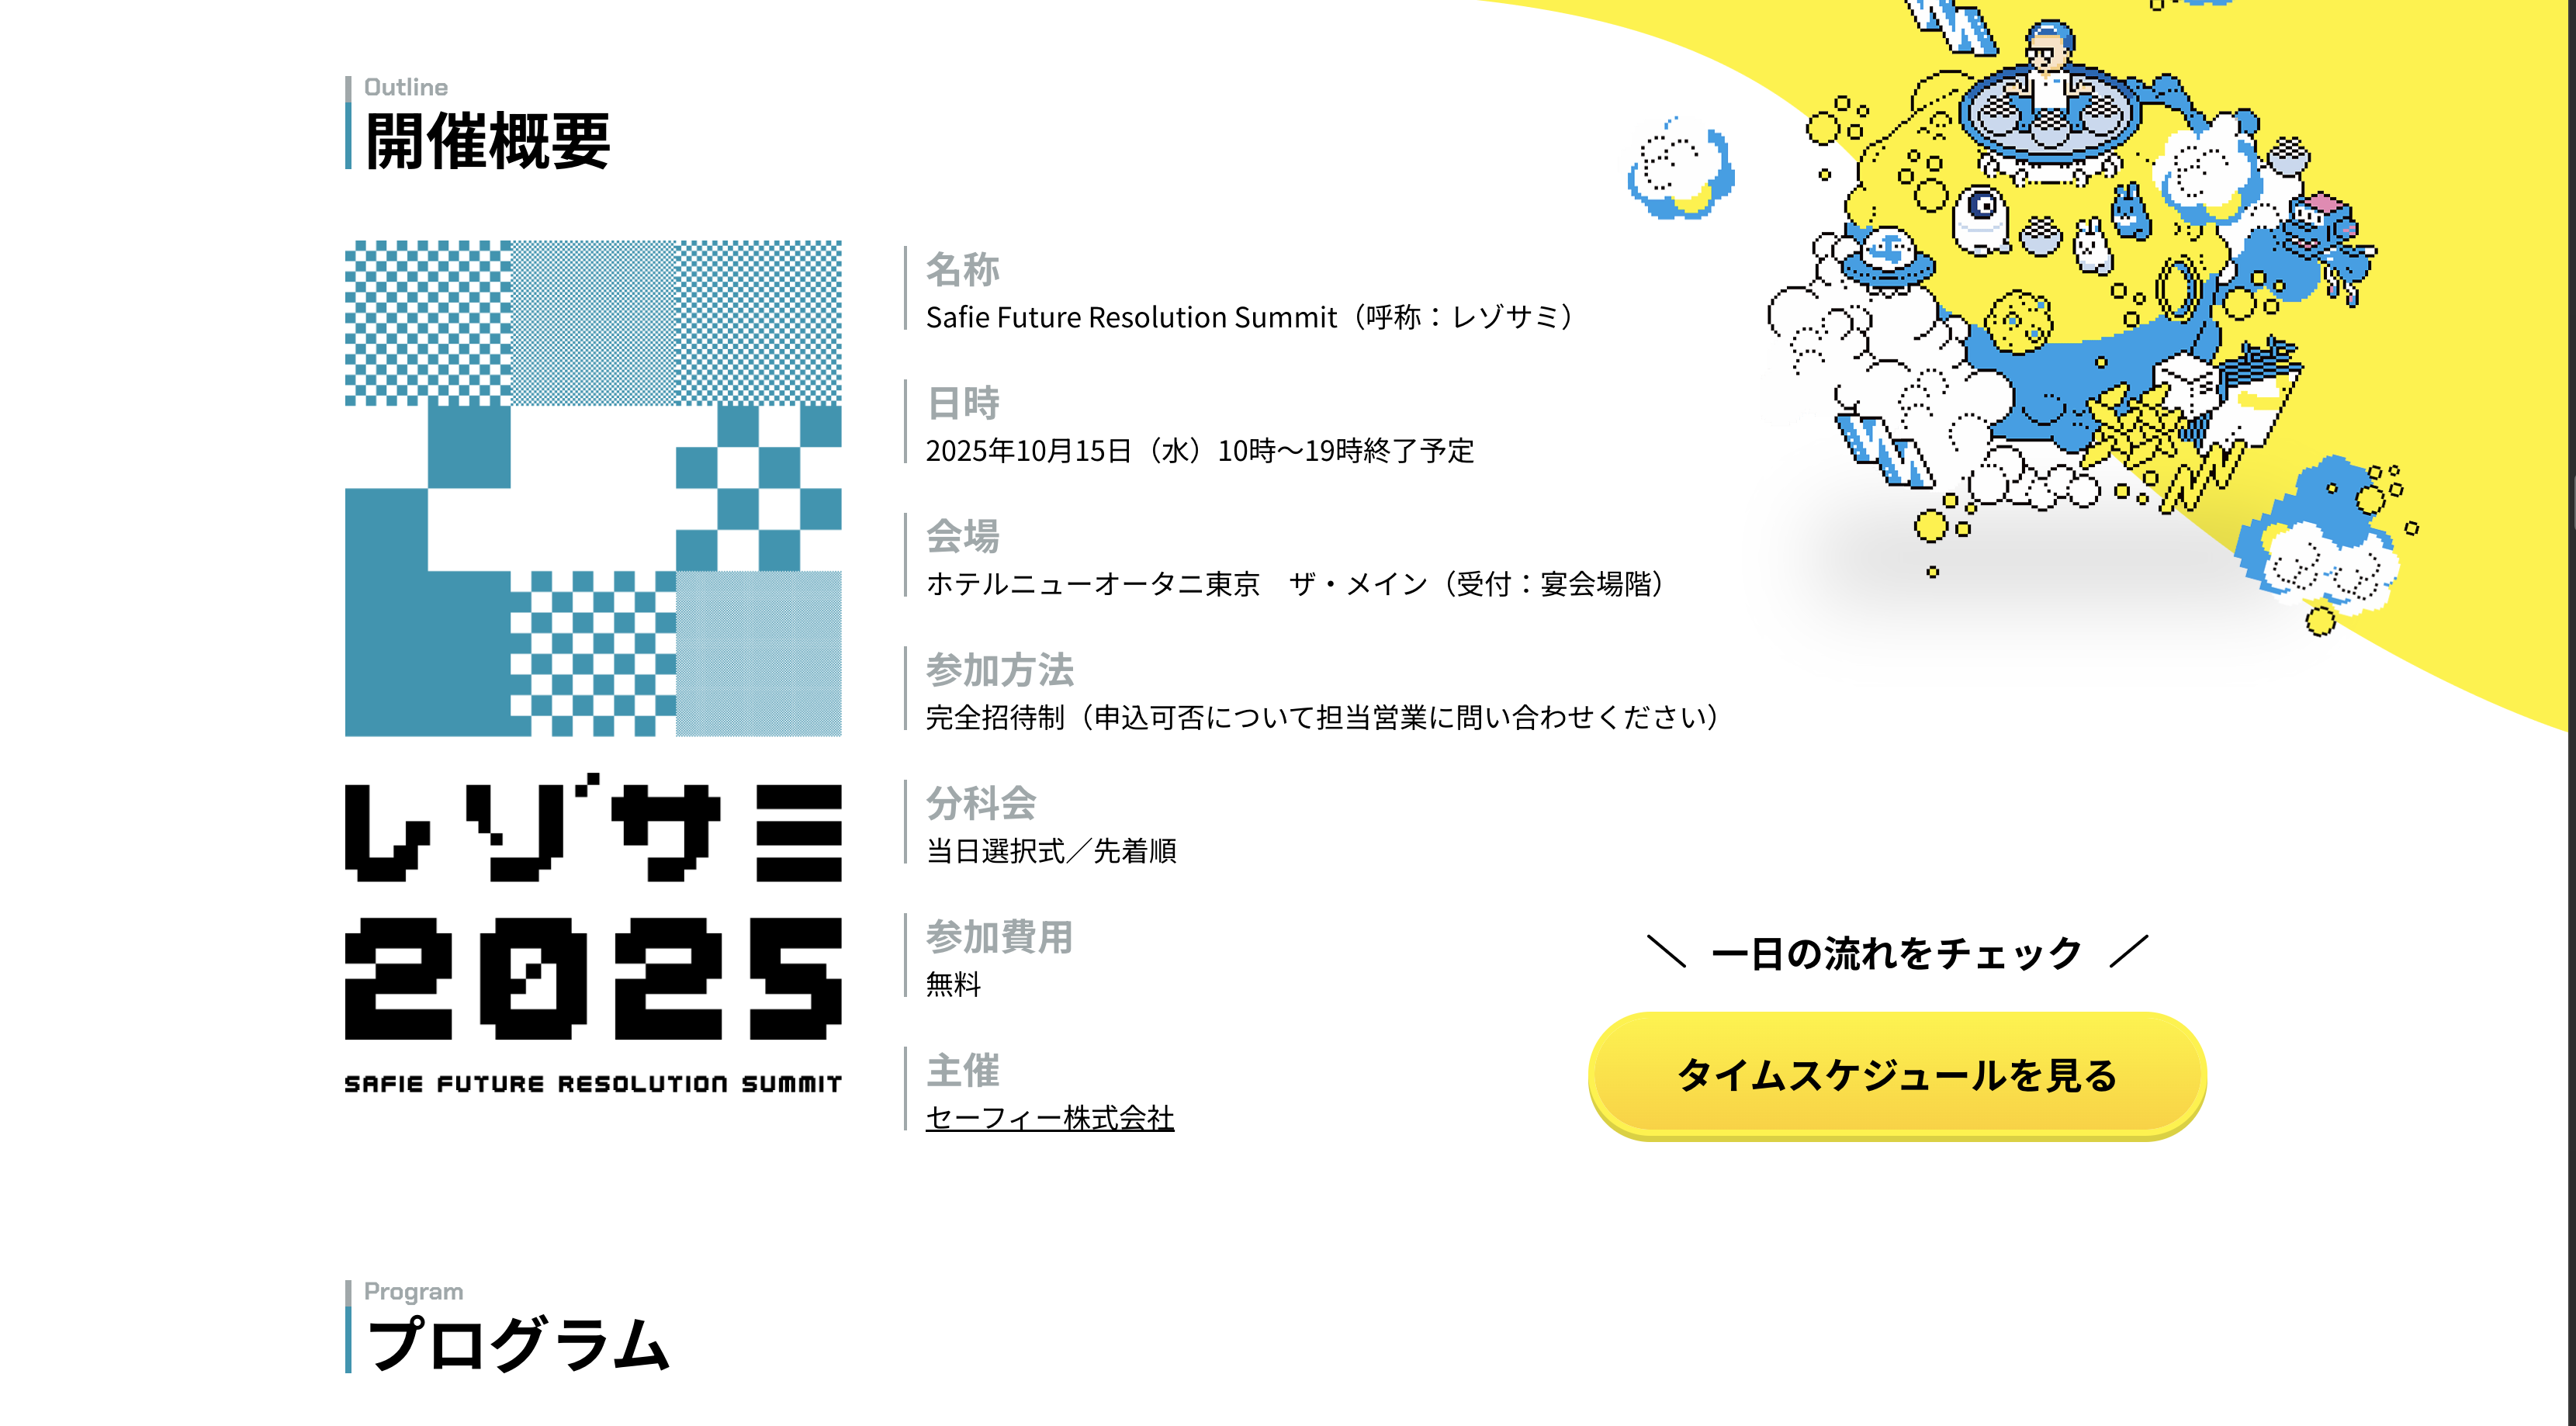 Outline
開催概要
名称
Safie Future Resolution Summit（呼称：レゾサミ）
日時
2025年10月15日（水）10時〜19時終了予定
会場
ホテルニューオータニ東京　ザ・メイン（受付：宴会場階）
参加方法
完全招待制（申込可否について担当営業に問い合わせください）
分科会
当日選択式／先着順
参加費用
無料
主催
セーフィー株式会社
レゾサミ
2025
SAFIE FUTURE RESOLUTION SUMMIT
＼ 一日の流れをチェック ／
タイムスケジュールを見る
Program
プログラム